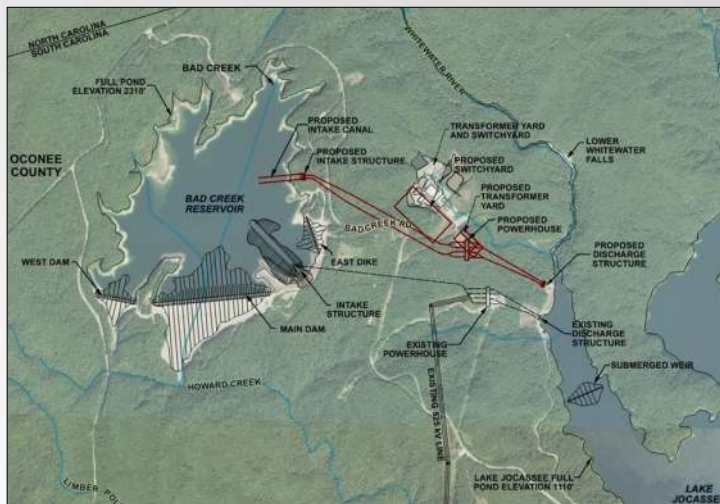 NORTH CAROLINA
SOUTH CAROLINA
BAD CREEK
WHITEWATER RIVER
FULL POND
ELEVATION 2310'
PROPOSED
INTAKE CANAL
TRANSFORMER YARD
AND SWITCHYARD
LOWER
WHITEWATER
FALLS
PROPOSED
INTAKE STRUCTURE
PROPOSED
SWITCHYARD
OCONEE
COUNTY
PROPOSED
TRANSFORMER
YARD
BAD CREEK
RESERVOIR
BADCREEK RD
PROPOSED
POWERHOUSE
PROPOSED
DISCHARGE
STRUCTURE
WEST DAM
EAST DIKE
INTAKE
STRUCTURE
MAIN DAM
EXISTING
POWERHOUSE
EXISTING
DISCHARGE
STRUCTURE
SUBMERGED WEIR
HOWARD CREEK
EXISTING 525 KV LINE
LIMBER
LAKE JOCASSEE FULL
POND ELEVATION 1110'
LAKE
JOCASSE